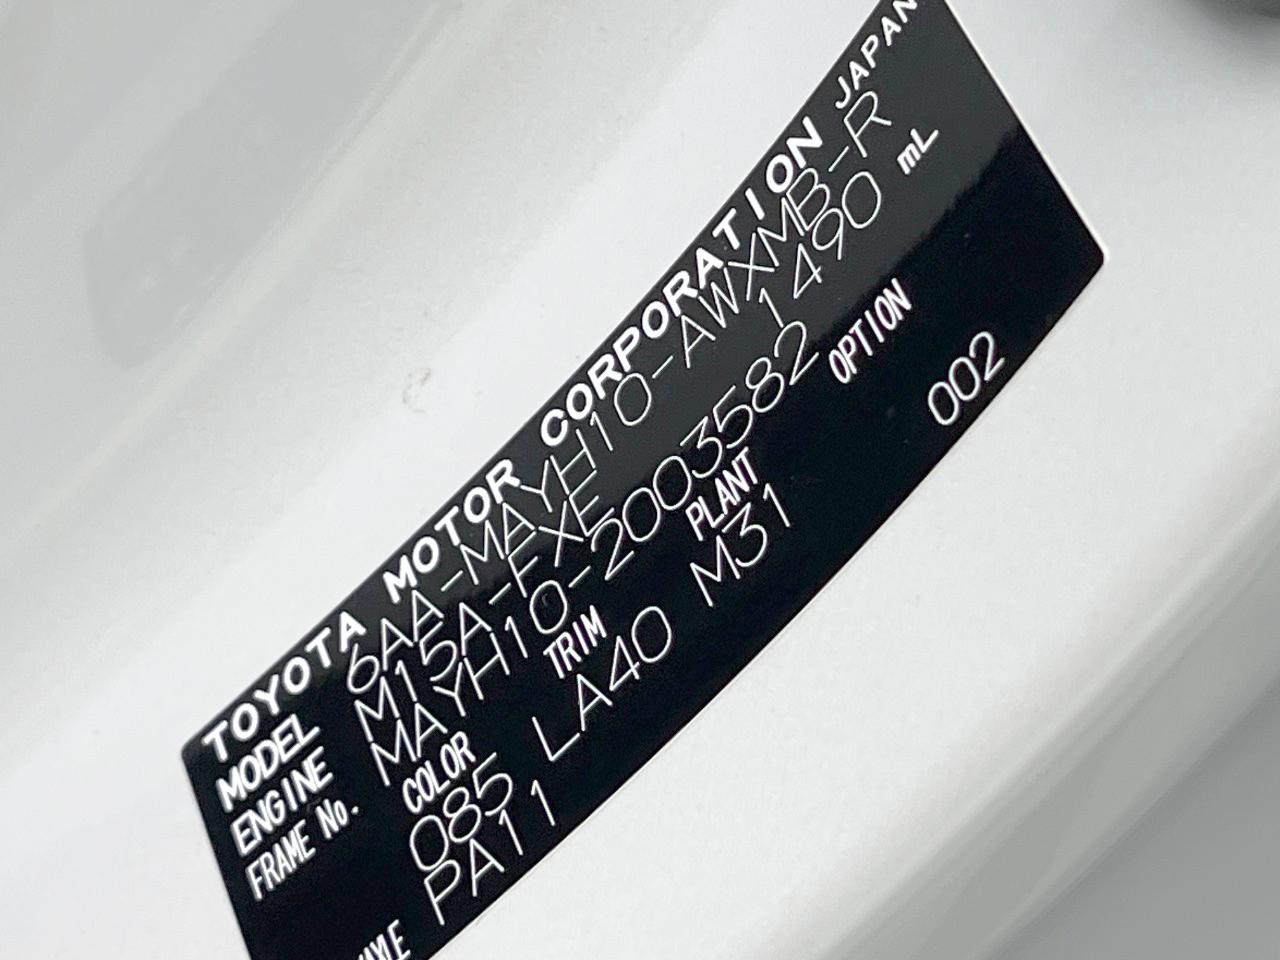 TOYOTA MOTOR CORPORATION JAPAN
MODEL 6AA-MAYH10-AWXMB-R
ENGINE M15A-FXE 1490 mL
FRAME No. MAYH10-2003582
COLOR TRIM PLANT OPTION
085 LA40 M31 002
PA11